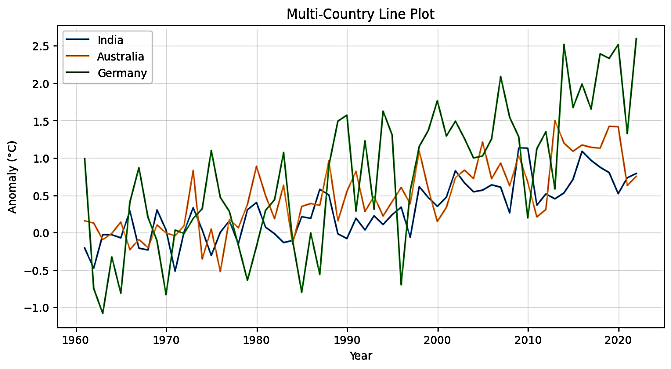 Multi-Country Line Plot
India
Australia
Germany
Anomaly (°C)
2.5
2.0
1.5
1.0
0.5
0.0
−0.5
−1.0
1960 1970 1980 1990 2000 2010 2020
Year